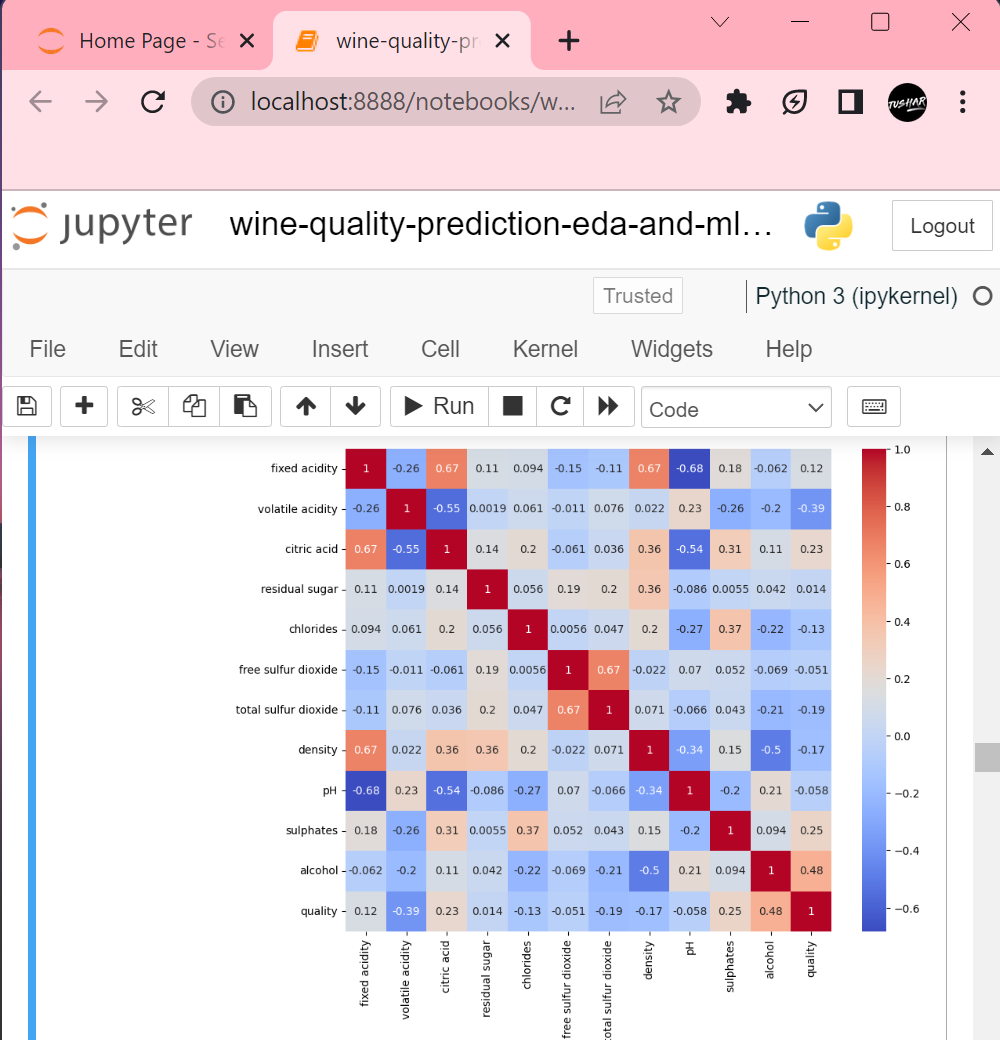 Home Page - Se
wine-quality-pr
localhost:8888/notebooks/w...
TUSHAR
jupyter
wine-quality-prediction-eda-and-ml...
Logout
Trusted
Python 3 (ipykernel)
File Edit View Insert Cell Kernel Widgets Help
Run
Code
fixed acidity 1 -0.26 0.67 0.11 0.094 -0.15 -0.11 0.67 -0.68 0.18 -0.062 0.12
volatile acidity -0.26 1 -0.55 0.0019 0.061 -0.011 0.076 0.022 0.23 -0.26 -0.2 -0.39
citric acid 0.67 -0.55 1 0.14 0.2 -0.061 0.036 0.36 -0.54 0.31 0.11 0.23
residual sugar 0.11 0.0019 0.14 1 0.056 0.19 0.2 0.36 -0.086 0.0055 0.042 0.014
chlorides 0.094 0.061 0.2 0.056 1 0.0056 0.047 0.2 -0.27 0.37 -0.22 -0.13
free sulfur dioxide -0.15 -0.011 -0.061 0.19 0.0056 1 0.67 -0.022 0.07 0.052 -0.069 -0.051
total sulfur dioxide -0.11 0.076 0.036 0.2 0.047 0.67 1 0.071 -0.066 0.043 -0.21 -0.19
density 0.67 0.022 0.36 0.36 0.2 -0.022 0.071 1 -0.34 0.15 -0.5 -0.17
pH -0.68 0.23 -0.54 -0.086 -0.27 0.07 -0.066 -0.34 1 -0.2 0.21 -0.058
sulphates 0.18 -0.26 0.31 0.0055 0.37 0.052 0.043 0.15 -0.2 1 0.094 0.25
alcohol -0.062 -0.2 0.11 0.042 -0.22 -0.069 -0.21 -0.5 0.21 0.094 1 0.48
quality 0.12 -0.39 0.23 0.014 -0.13 -0.051 -0.19 -0.17 -0.058 0.25 0.48 1
fixed acidity
volatile acidity
citric acid
residual sugar
chlorides
free sulfur dioxide
otal sulfur dioxide
density
pH
sulphates
alcohol
quality
1.0
0.8
0.6
0.4
0.2
0.0
−0.2
−0.4
−0.6